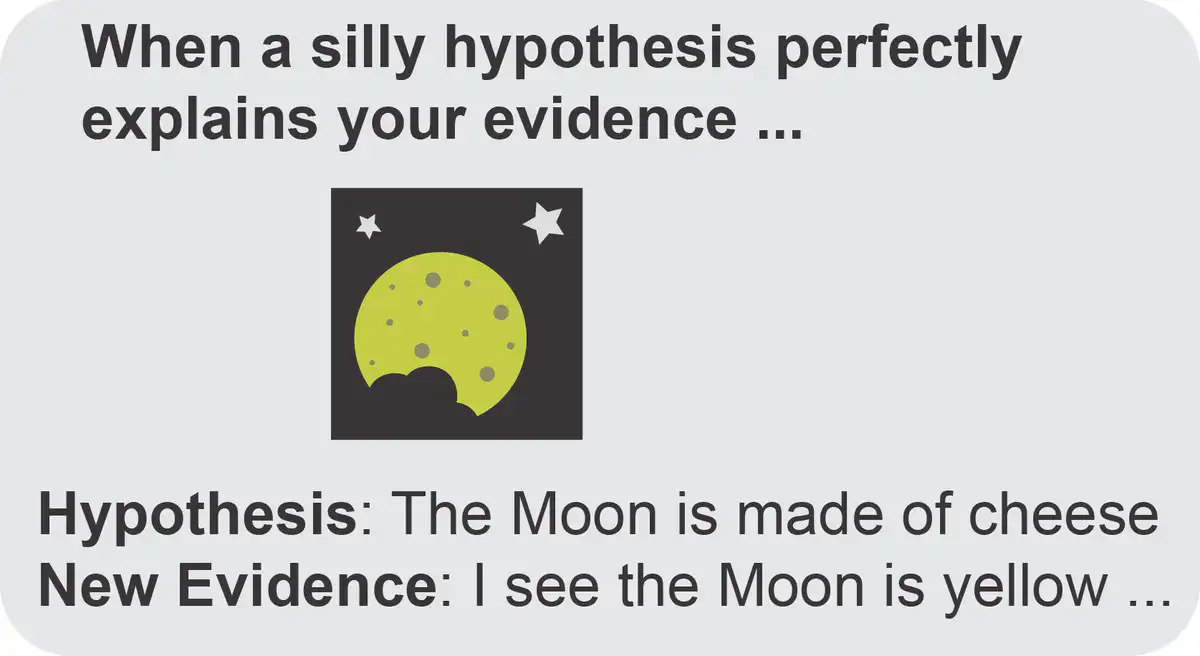 When a silly hypothesis perfectly
explains your evidence ...
Hypothesis: The Moon is made of cheese
New Evidence: I see the Moon is yellow ...